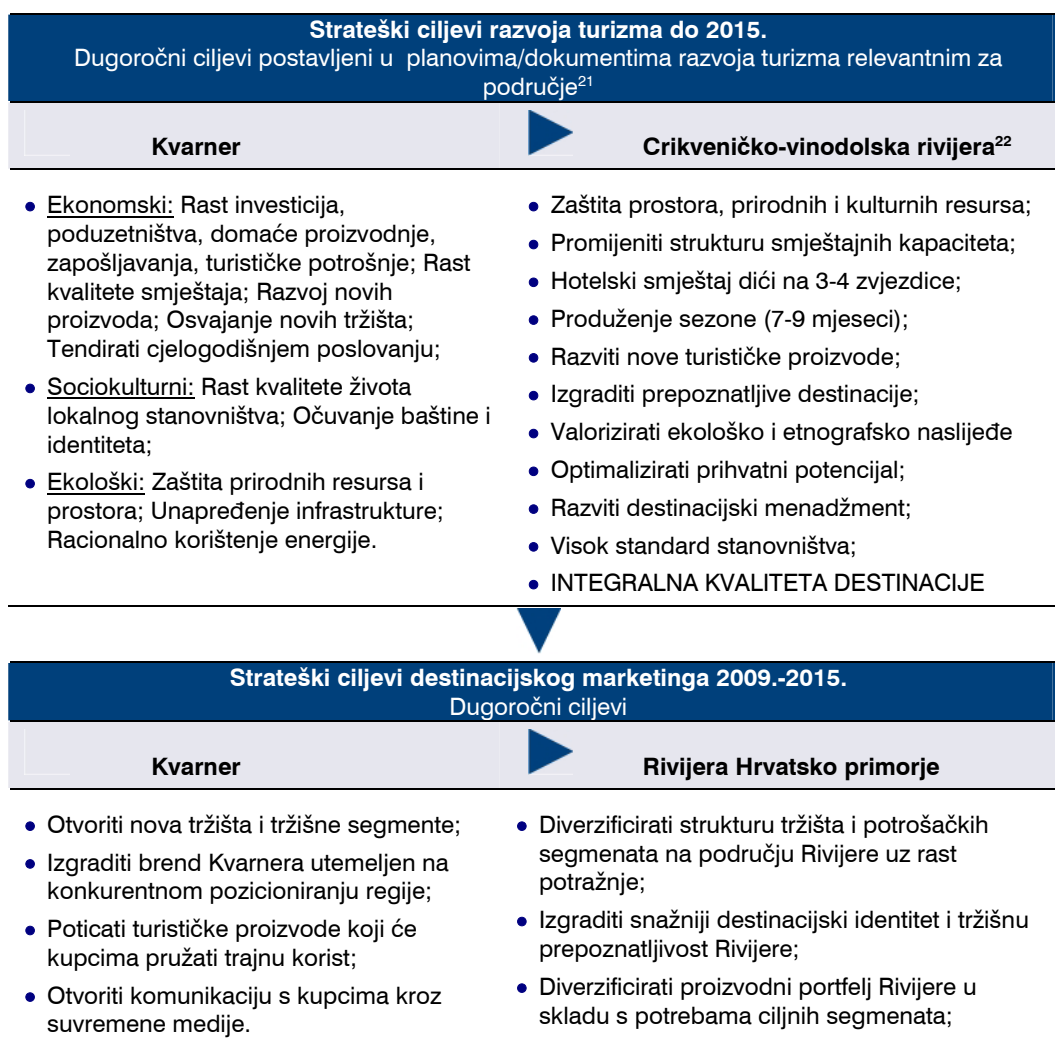 Strateški ciljevi razvoja turizma do 2015.
Dugoročni ciljevi postavljeni u planovima/dokumentima razvoja turizma relevantnim za
područje21
Kvarner
Crikveničko-vinodolska rivijera22
• Ekonomski: Rast investicija,
poduzetništva, domaće proizvodnje,
zapošljavanja, turističke potrošnje; Rast
kvalitete smještaja; Razvoj novih
proizvoda; Osvajanje novih tržišta;
Tendirati cjelogodišnjem poslovanju;
• Sociokulturni: Rast kvalitete života
lokalnog stanovništva; Očuvanje baštine i
identiteta;
• Ekološki: Zaštita prirodnih resursa i
prostora; Unapređenje infrastrukture;
Racionalno korištenje energije.
• Zaštita prostora, prirodnih i kulturnih resursa;
• Promijeniti strukturu smještajnih kapaciteta;
• Hotelski smještaj dići na 3-4 zvjezdice;
• Produženje sezone (7-9 mjeseci);
• Razviti nove turističke proizvode;
• Izgraditi prepoznatljive destinacije;
• Valorizirati ekološko i etnografsko naslijeđe
• Optimalizirati prihvatni potencijal;
• Razviti destinacijski menadžment;
• Visok standard stanovništva;
• INTEGRALNA KVALITETA DESTINACIJE
Strateški ciljevi destinacijskog marketinga 2009.-2015.
Dugoročni ciljevi
Kvarner
Rivijera Hrvatsko primorje
• Otvoriti nova tržišta i tržišne segmente;
• Izgraditi brend Kvarnera utemeljen na
konkurentnom pozicioniranju regije;
• Poticati turističke proizvode koji će
kupcima pružati trajnu korist;
• Otvoriti komunikaciju s kupcima kroz
suvremene medije.
• Diverzificirati strukturu tržišta i potrošačkih
segmenata na području Rivijere uz rast
potražnje;
• Izgraditi snažniji destinacijski identitet i tržišnu
prepoznatljivost Rivijere;
• Diverzificirati proizvodni portfelj Rivijere u
skladu s potrebama ciljnih segmenata;